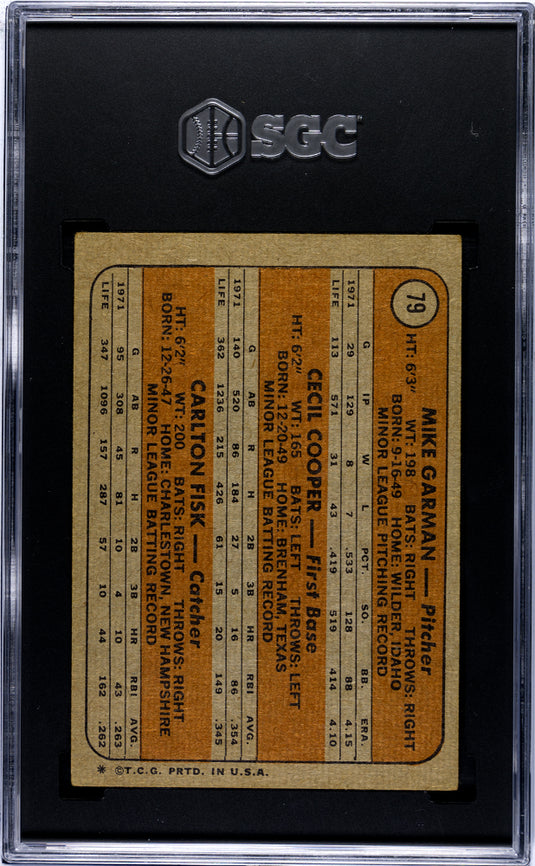 SGC
79
MIKE GARMAN — Pitcher
HT: 6'3" WT: 198 BATS: RIGHT THROWS: RIGHT
BORN: 9-16-49 HOME: WILDER, IDAHO
MINOR LEAGUE PITCHING RECORD
G IP W L PCT. SO. BB. ERA
1971 29 129 8 7 .533 128 88 4.15
LIFE 113 571 31 43 .419 519 414 4.10
CECIL COOPER — First Base
HT: 6'2" WT: 165 BATS: LEFT THROWS: LEFT
BORN: 12-20-49 HOME: BRENHAM, TEXAS
MINOR LEAGUE BATTING RECORD
G AB R H 2B 3B HR RBI AVG.
1971 140 520 86 184 27 5 16 86 .354
LIFE 362 1236 215 426 61 15 20 149 .345
CARLTON FISK — Catcher
HT: 6'2" WT: 200 BATS: RIGHT THROWS: RIGHT
BORN: 12-26-47 HOME: CHARLESTOWN, NEW HAMPSHIRE
MINOR LEAGUE BATTING RECORD
G AB R H 2B 3B HR RBI AVG.
1971 95 308 45 81 10 4 10 43 .263
LIFE 347 1096 157 287 57 10 44 162 .262
* ©T.C.G. PRTD. IN U.S.A.